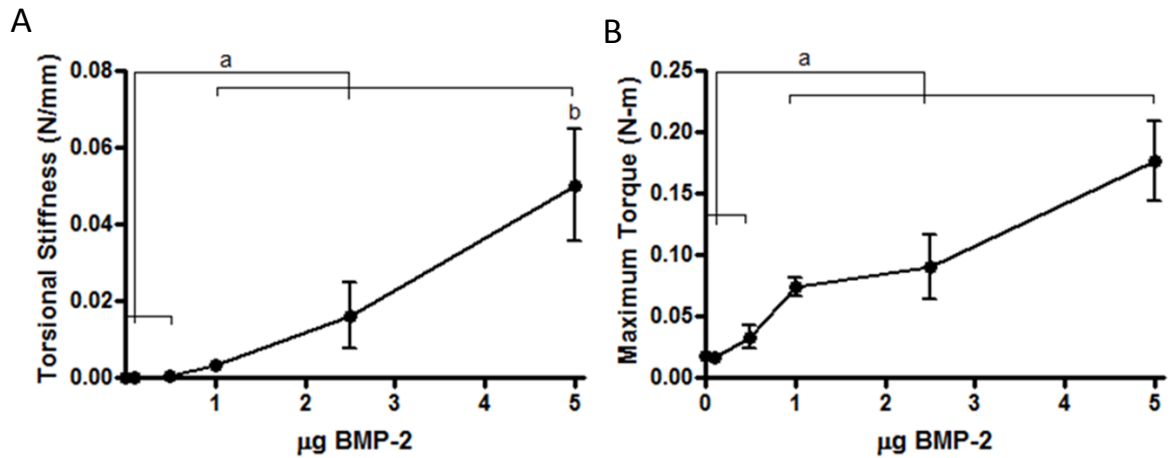 A
a
b
Torsional Stiffness (N/mm)
0.08
0.06
0.04
0.02
0.00
1
2
3
4
5
μg BMP-2
B
a
Maximum Torque (N-m)
0.25
0.20
0.15
0.10
0.05
0.00
0
1
2
3
4
5
μg BMP-2